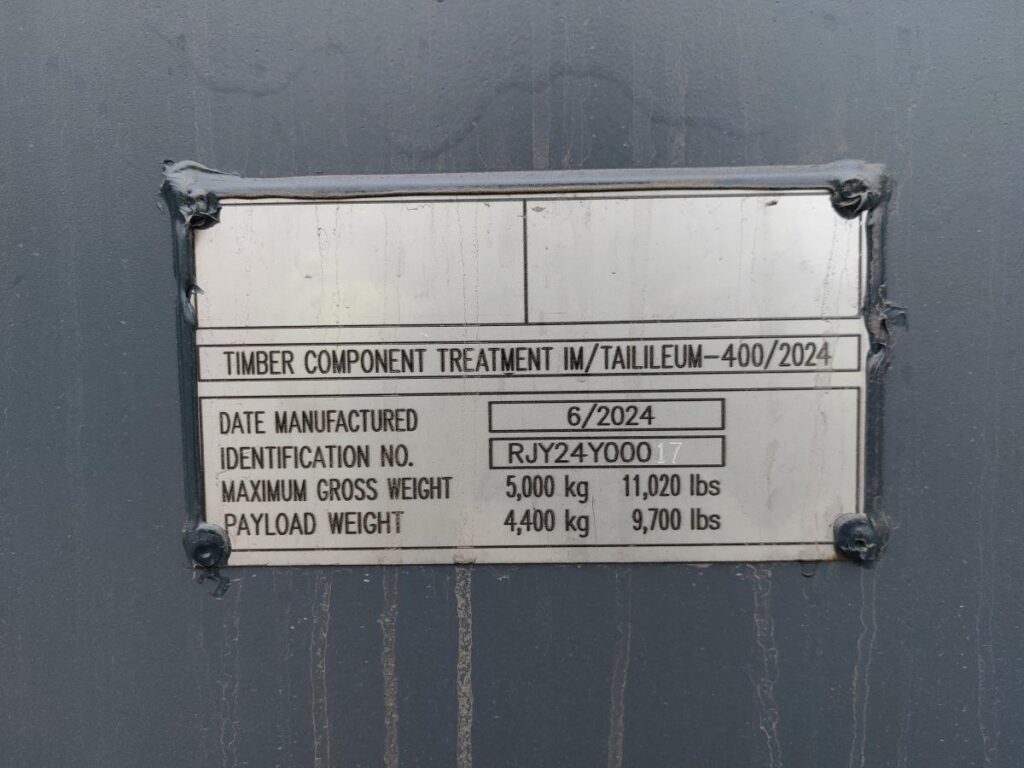 TIMBER COMPONENT TREATMENT IM/TAILILEUM-400/2024
DATE MANUFACTURED 6/2024
IDENTIFICATION NO. RJY24Y00017
MAXIMUM GROSS WEIGHT 5,000 kg 11,020 lbs
PAYLOAD WEIGHT 4,400 kg 9,700 lbs